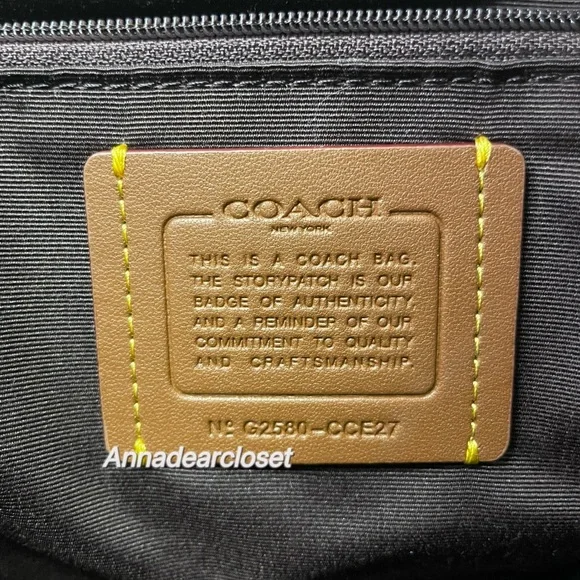 COACH
NEW YORK
THIS IS A COACH BAG.
THE STORYPATCH IS OUR
BADGE OF AUTHENTICITY,
AND A REMINDER OF OUR
COMMITMENT TO QUALITY
AND CRAFTSMANSHIP.
Nº G2580-CCE27
Annadearcloset